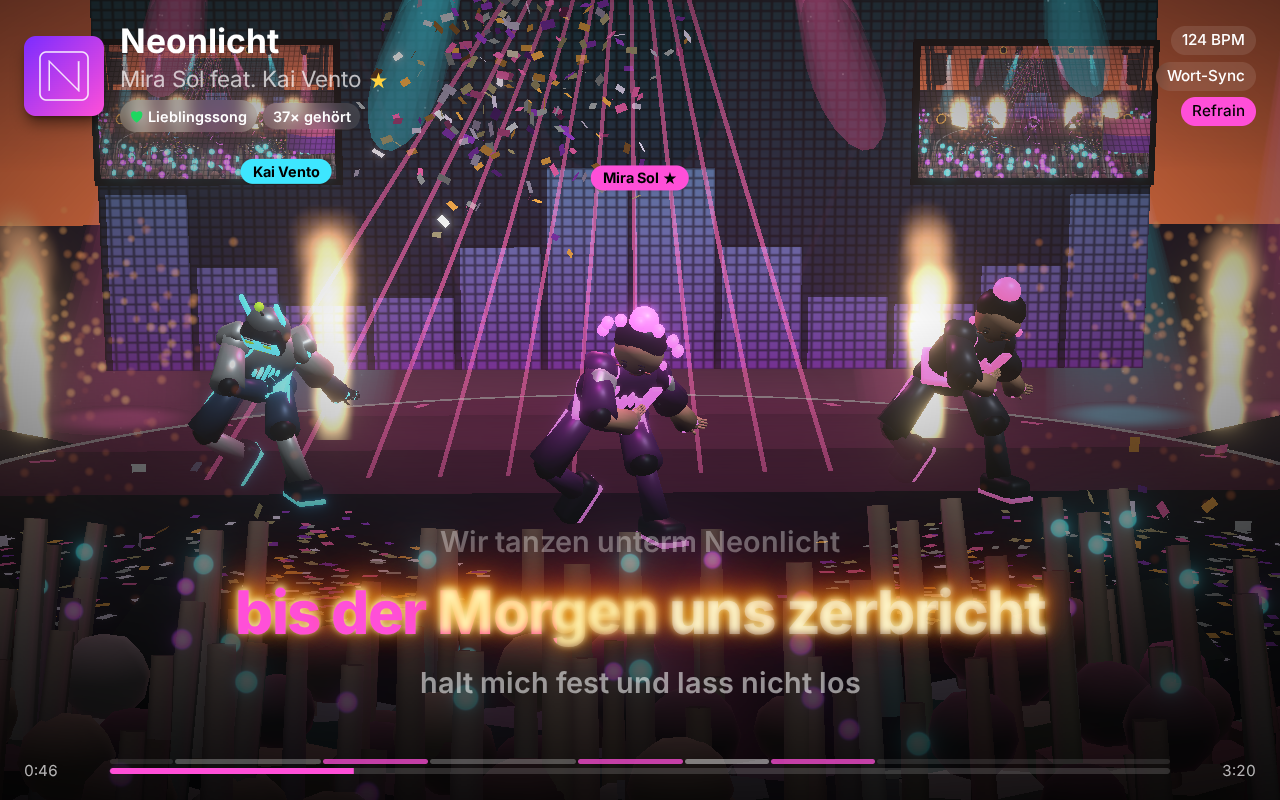 Neonlicht
Mira Sol feat. Kai Vento ★
Lieblingssong
37× gehört
124 BPM
Wort-Sync
Refrain
Kai Vento
Mira Sol ★
Wir tanzen unterm Neonlicht
bis der Morgen uns zerbricht
halt mich fest und lass nicht los
0:46
3:20